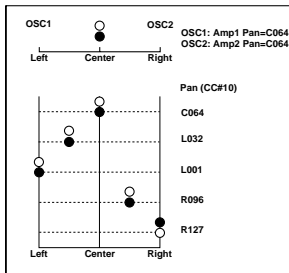 OSC1 OSC2
OSC1: Amp1 Pan=C064
OSC2: Amp2 Pan=C064
Left Center Right
Pan (CC#10)
C064
L032
L001
R096
R127
Left Center Right